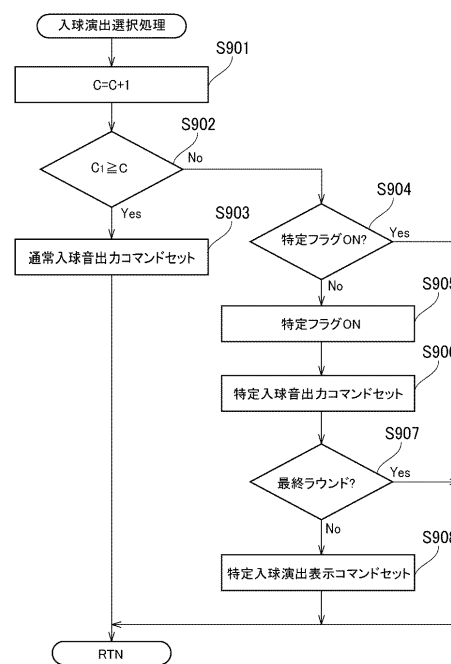 入球演出選択処理
S901
C=C+1
S902
C1≧C
No
Yes
S903
通常入球音出力コマンドセット
S904
特定フラグON?
Yes
No
S905
特定フラグON
S906
特定入球音出力コマンドセット
S907
最終ラウンド?
Yes
No
S908
特定入球演出表示コマンドセット
RTN